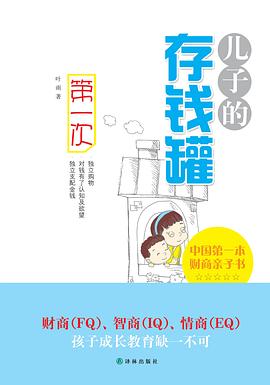 儿子的
存钱罐
叶雨 著
第一次
独立购物
对钱有了认知及欲望
独立支配金钱
中国第一本
财商亲子书
☆☆☆☆☆
财商(FQ)、智商(IQ)、情商(EQ)
孩子成长教育缺一不可
译林出版社